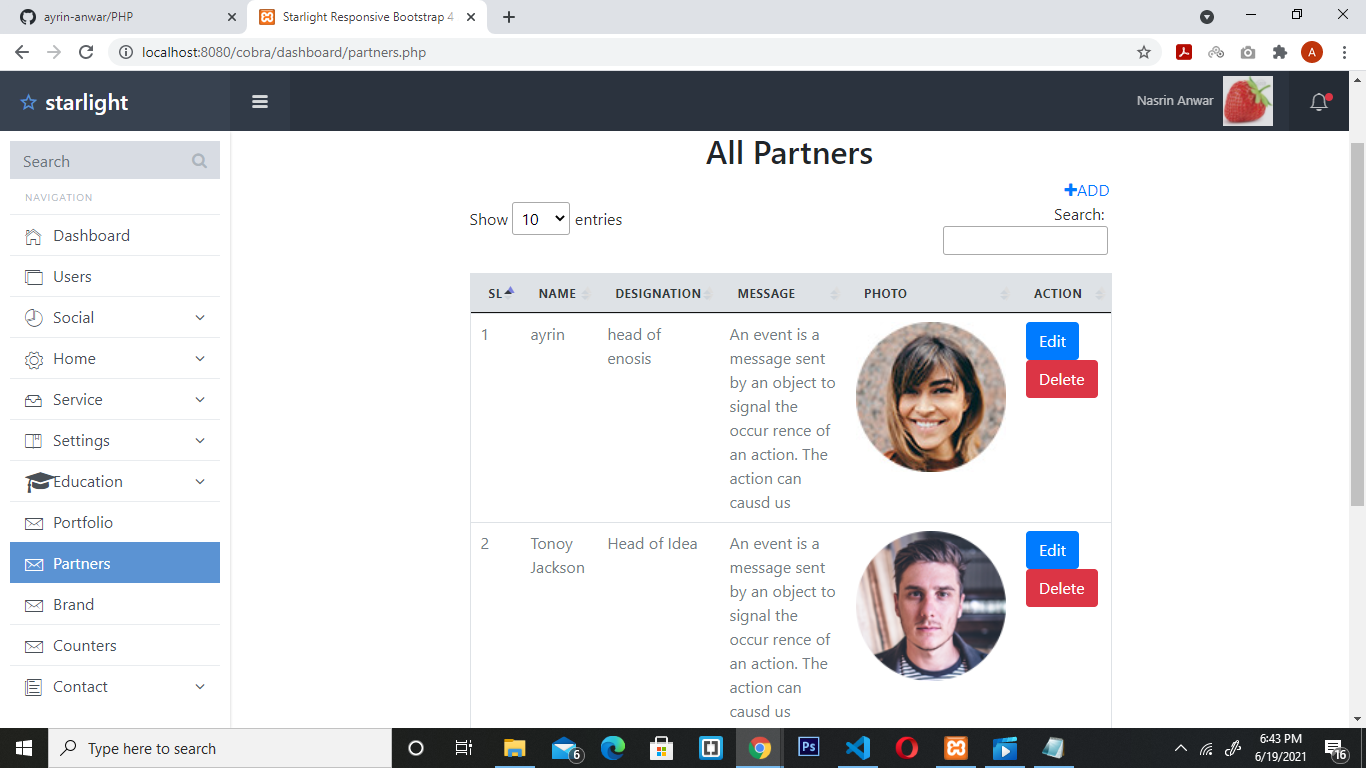 ayrin-anwar/PHP
Starlight Responsive Bootstrap 4
localhost:8080/cobra/dashboard/partners.php
A
starlight
Nasrin Anwar
Search
NAVIGATION
Dashboard
Users
Social
Home
Service
Settings
Education
Portfolio
Partners
Brand
Counters
Contact
All Partners
ADD
Show 10 entries
Search:
SL NAME DESIGNATION MESSAGE PHOTO ACTION
1 ayrin
head of
enosis
An event is a
message sent
by an object to
signal the
occur rence of
an action. The
action can
causd us
Edit
Delete
2 Tonoy
Jackson
Head of Idea
An event is a
message sent
by an object to
signal the
occur rence of
an action. The
action can
causd us
Edit
Delete
Type here to search
6
Ps
6:43 PM
6/19/2021
16